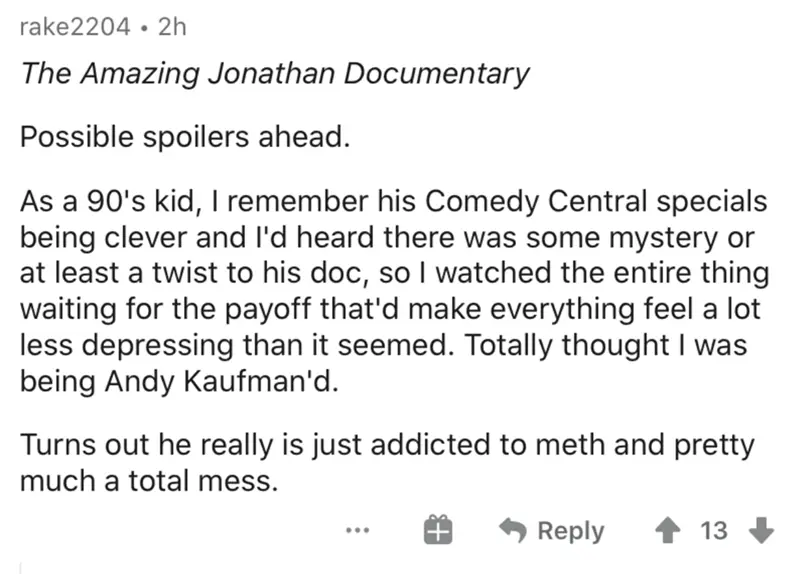 rake2204 • 2h
The Amazing Jonathan Documentary
Possible spoilers ahead.
As a 90's kid, I remember his Comedy Central specials
being clever and I'd heard there was some mystery or
at least a twist to his doc, so I watched the entire thing
waiting for the payoff that'd make everything feel a lot
less depressing than it seemed. Totally thought I was
being Andy Kaufman'd.
Turns out he really is just addicted to meth and pretty
much a total mess.
Reply 13